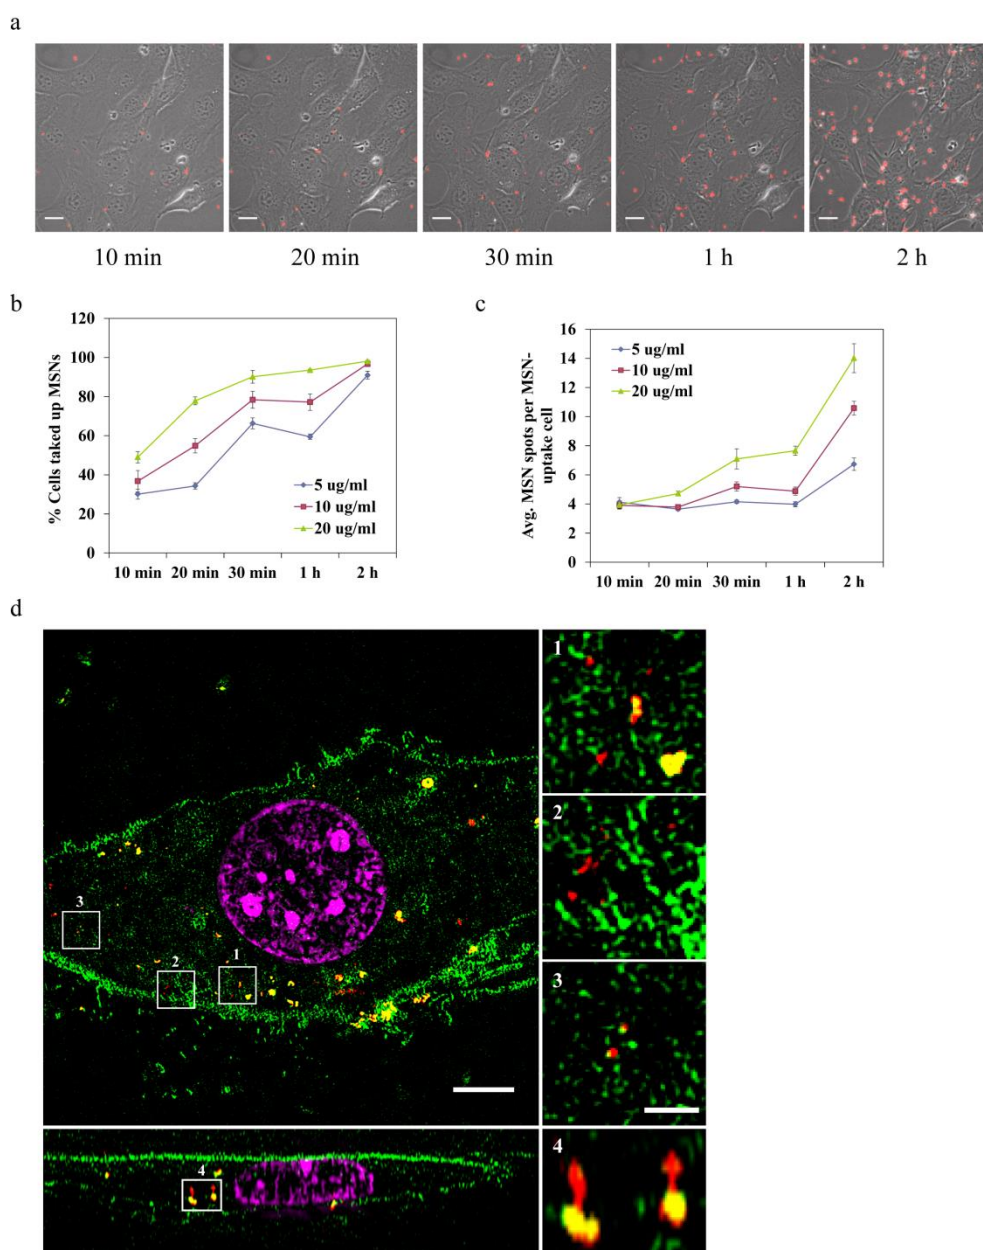 a
10 min 20 min 30 min 1 h 2 h
b
% Cells taked up MSNs
120
100
80
60
40
20
0
5 ug/ml
10 ug/ml
20 ug/ml
10 min 20 min 30 min 1 h 2 h
c
Avg. MSN spots per MSN-
uptake cell
16
14
12
10
8
6
4
2
0
5 ug/ml
10 ug/ml
20 ug/ml
10 min 20 min 30 min 1 h 2 h
d
3
2
1
4
1
2
3
4